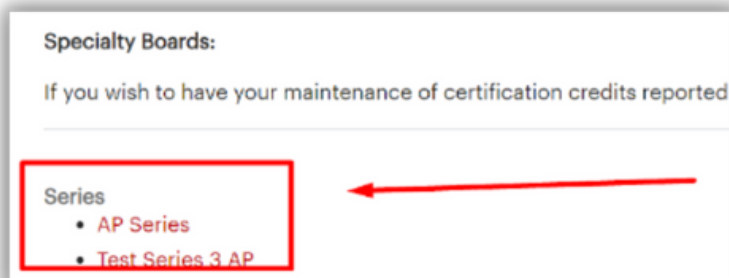 Specialty Boards:
If you wish to have your maintenance of certification credits reported
Series
• AP Series
• Test Series 3 AP